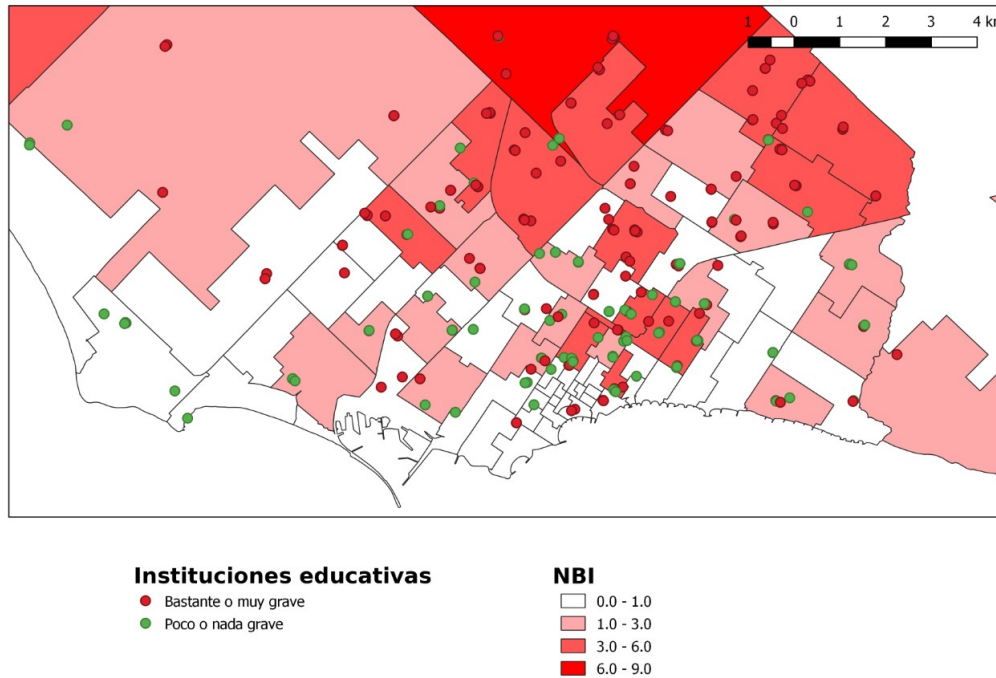 1 0 1 2 3 4 km
Instituciones educativas
Bastante o muy grave
Poco o nada grave
NBI
0.0 - 1.0
1.0 - 3.0
3.0 - 6.0
6.0 - 9.0